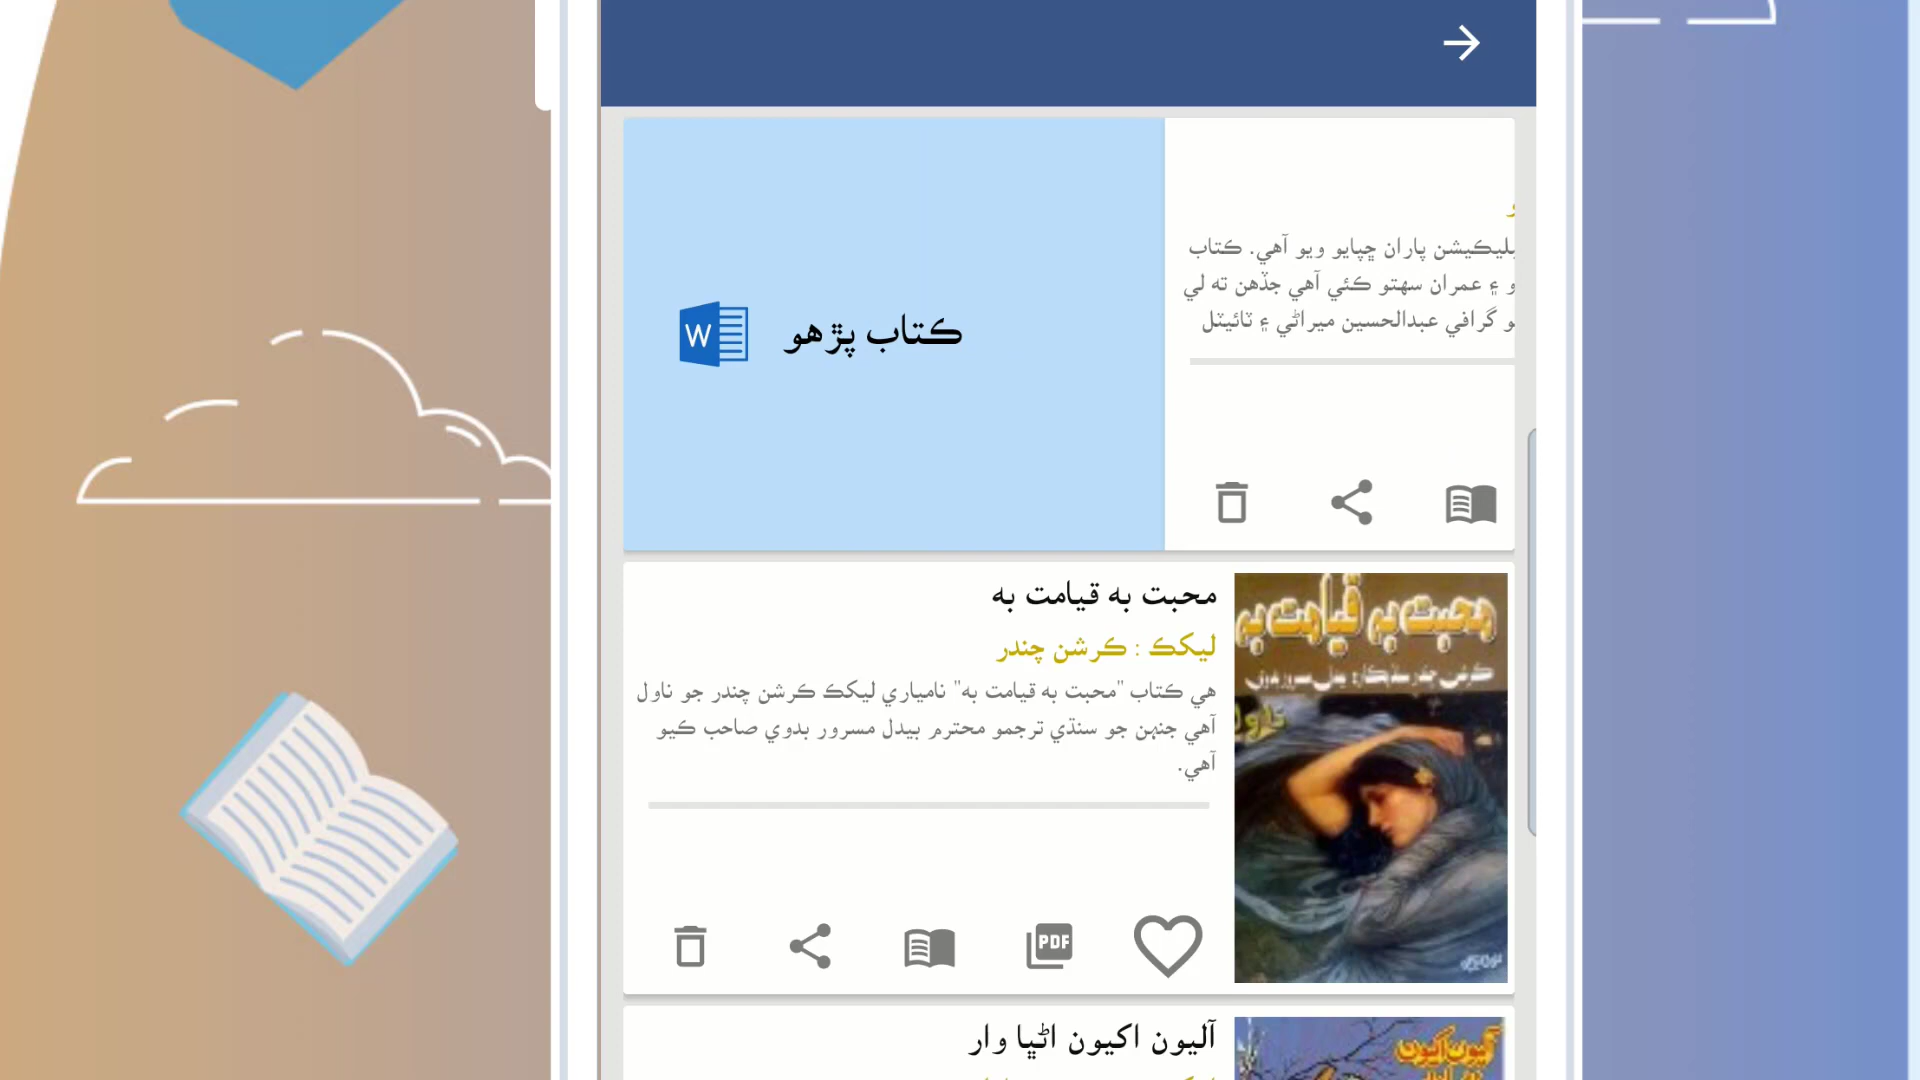 ڪتاب پڙهو
W
پاران ڇپايو ويو آهي. ڪتاب
۽ عمران سهتو ڪئي آهي جڏهن ته لي
گرافي عبدالحسين ميراڻي ۽ ٽائيٽل
محبت به قيامت به
ليکڪ : ڪرشن چندر
هي ڪتاب "محبت به قيامت به" نامياري ليکڪ ڪرشن چندر جو ناول
آهي جنهن جو سنڌي ترجمو محترم بيدل مسرور بدوي صاحب ڪيو
آهي.
PDF
محبت به قيامت به
ناول
آليون اکيون اڻڀا وار
آليون اکيون